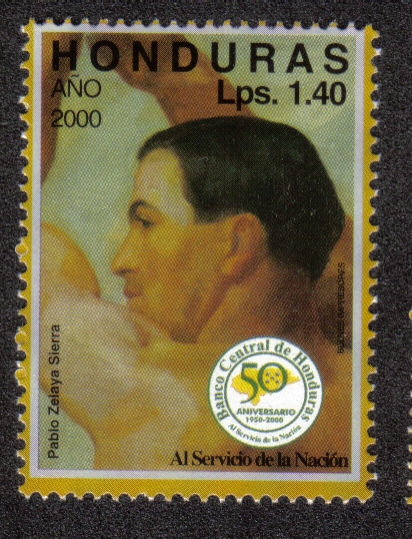 HONDURAS
AÑO
2000
Lps. 1.40
Pablo Zelaya Sierra
Banco Central de Honduras
50
ANIVERSARIO
1950-2000
Al Servicio de la Nación
Al Servicio de la Nación